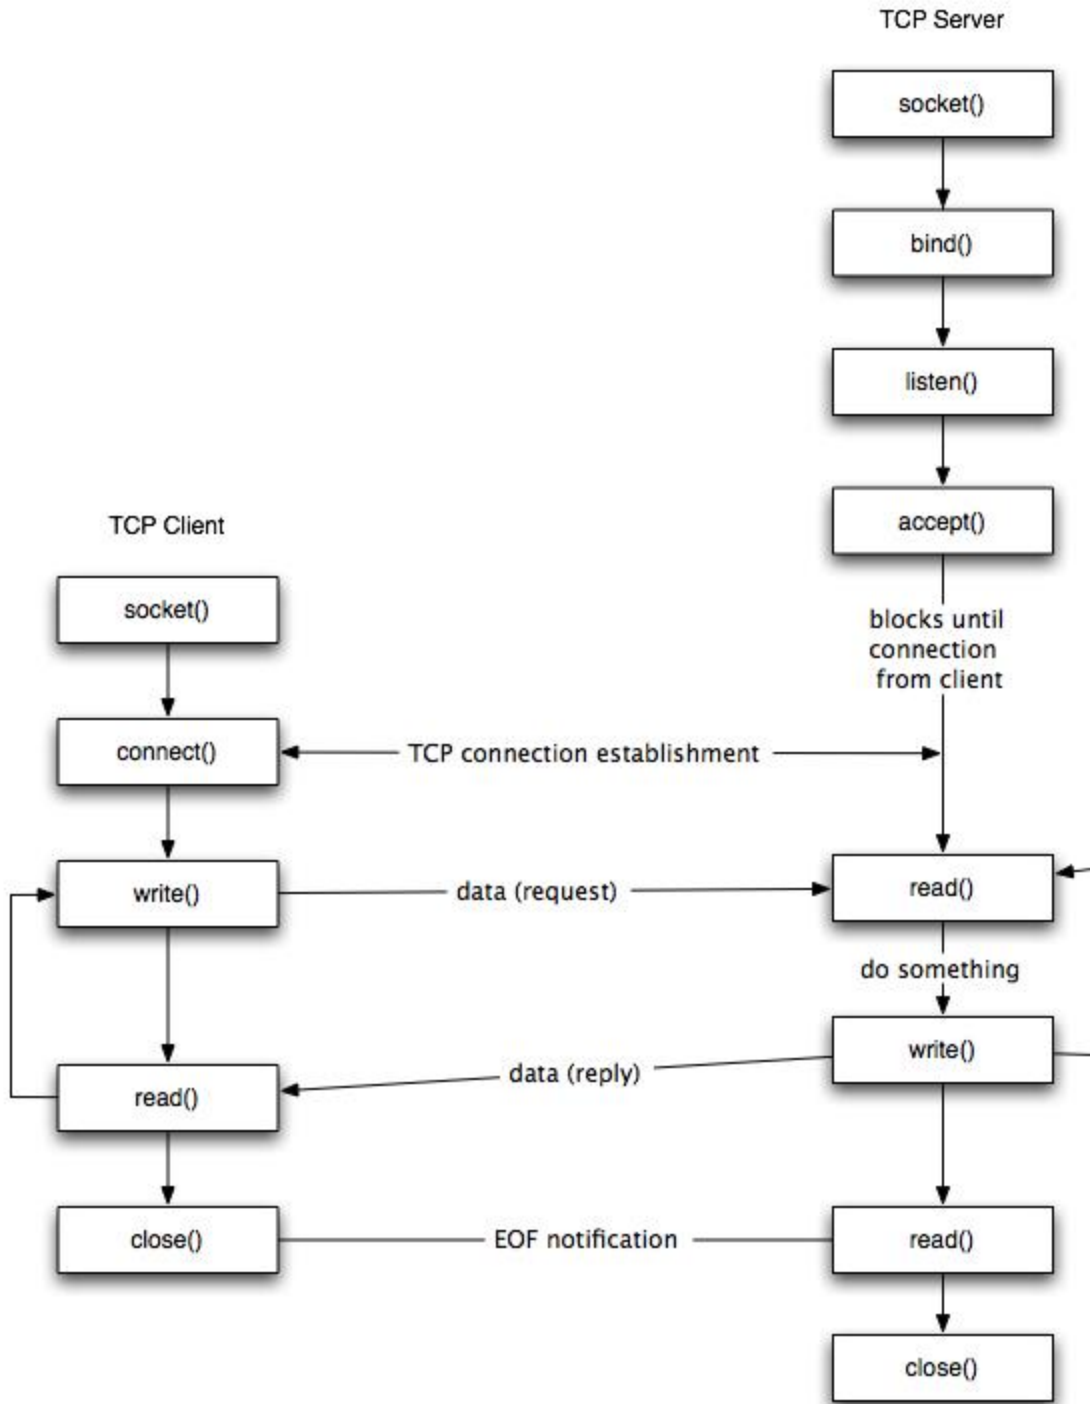 TCP Server
socket()
bind()
listen()
accept()
blocks until
connection
from client
TCP Client
socket()
connect()
TCP connection establishment
write()
data (request)
read()
do something
write()
data (reply)
read()
close()
EOF notification
read()
close()